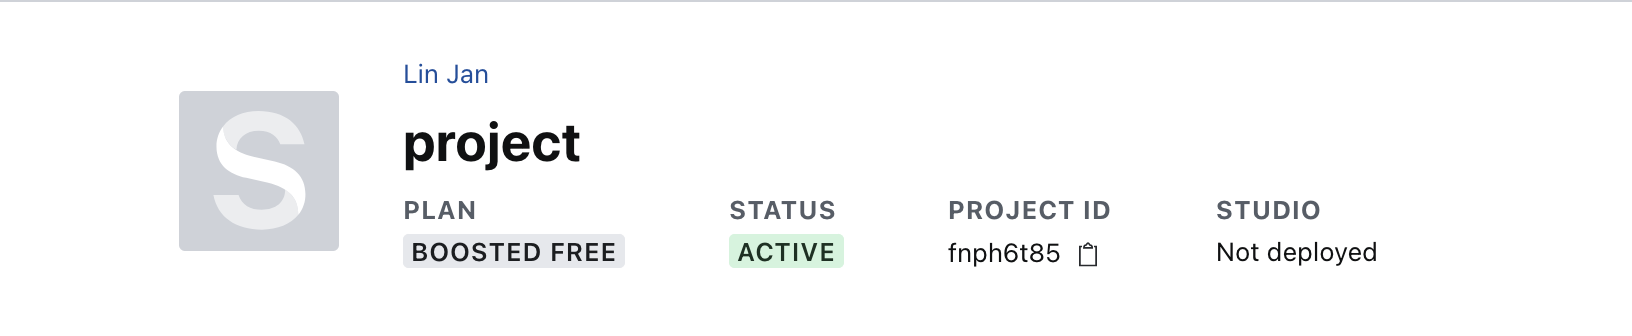 Lin Jan
project
PLAN
BOOSTED FREE
STATUS
ACTIVE
PROJECT ID
fnph6t85
STUDIO
Not deployed